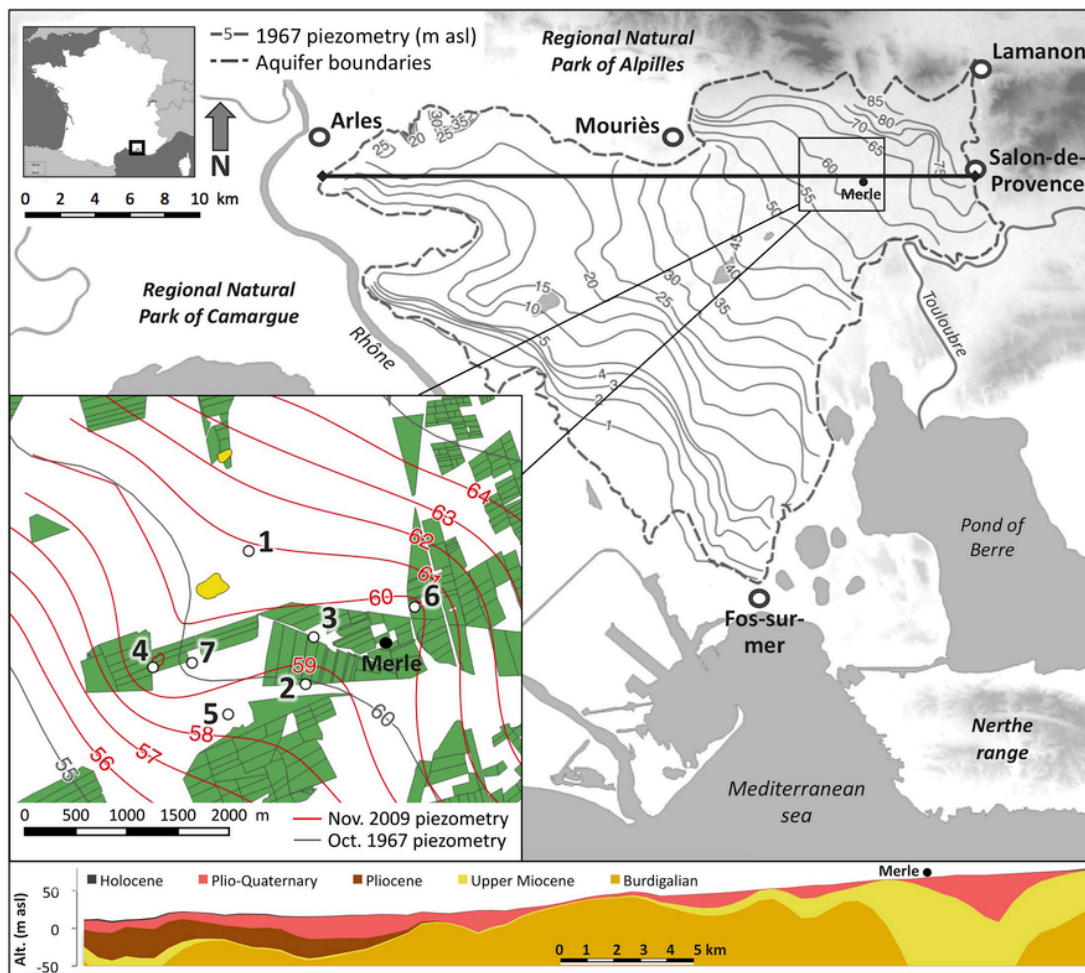 5 1967 piezometry (m asl)
Aquifer boundaries
N
0 2 4 6 8 10 km
Regional Natural
Park of Alpilles
Lamanon
Arles
Mouriès
Salon-de-
Provence
Merle
25
20
30
25
35
85
80
75
70
65
60
55
50
45
40
35
30
25
20
15
10
5
4
3
2
1
Regional Natural
Park of Camargue
Rhône
Touloubre
Pond of
Berre
Fos-sur-
mer
Nerthe
range
Mediterranean
sea
64
63
62
61
60
59
58
57
56
55
60
1
6
3
Merle
4
7
2
5
0 500 1000 1500 2000 m
Nov. 2009 piezometry
Oct. 1967 piezometry
Holocene Plio-Quaternary Pliocene Upper Miocene Burdigalian
Merle
Alt. (m asl)
50
0
-50
0 1 2 3 4 5 km